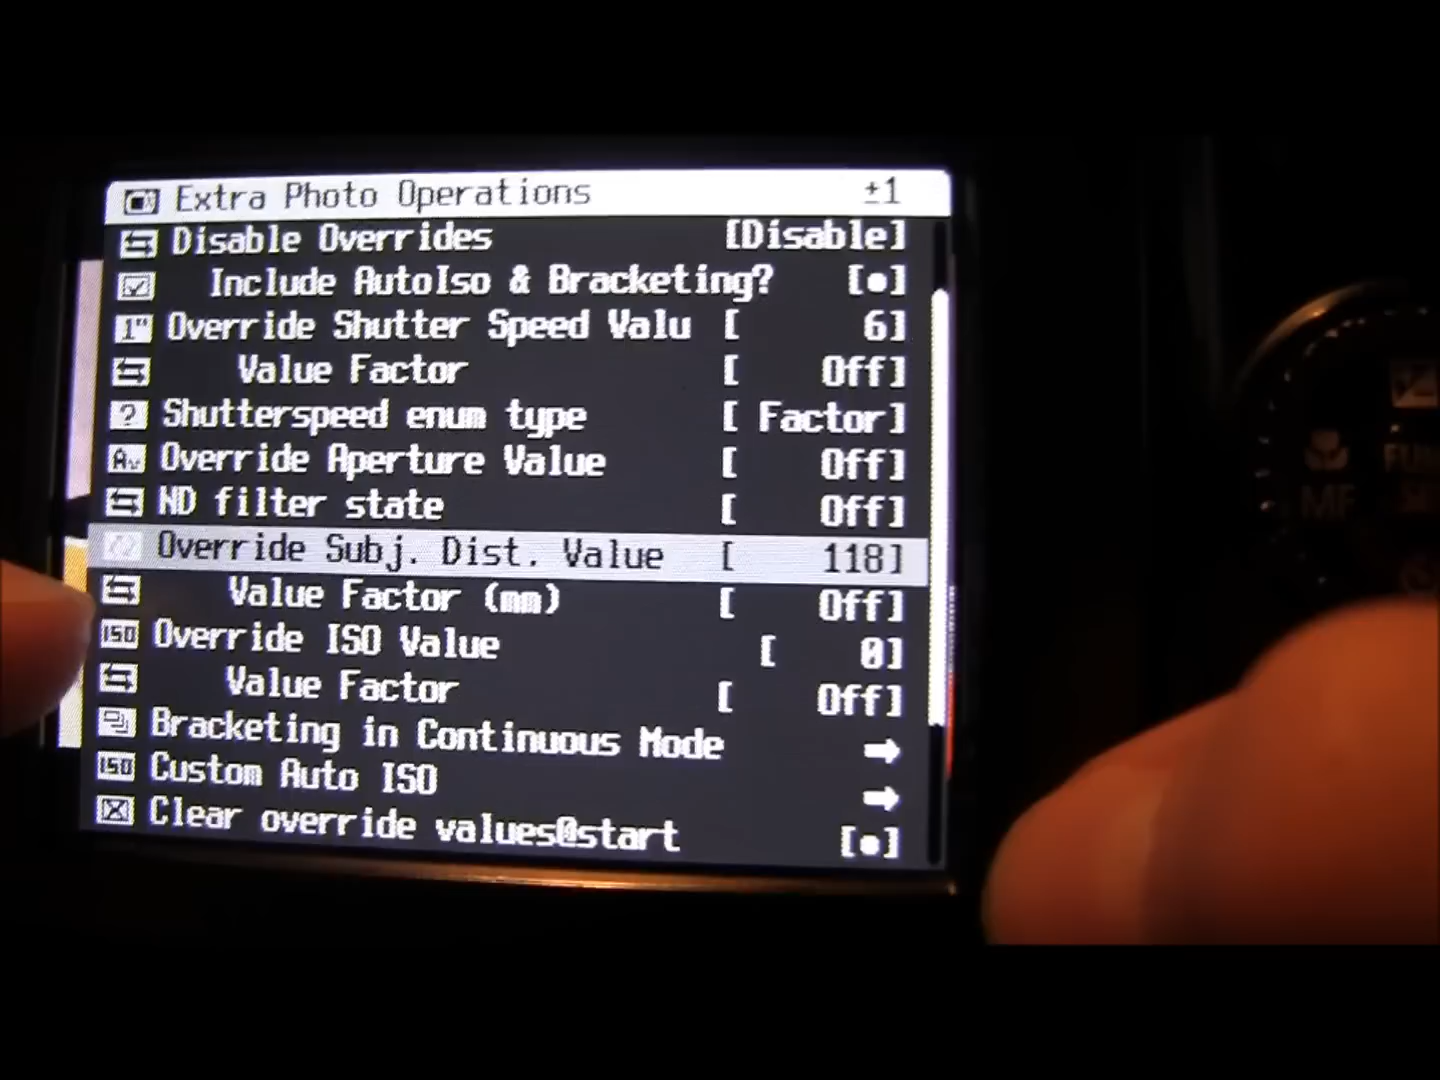 Extra Photo Operations ±1
Disable Overrides [Disable]
Include AutoIso & Bracketing? [•]
Override Shutter Speed Valu [ 6]
Value Factor [ Off]
Shutterspeed enum type [ Factor]
Override Aperture Value [ Off]
ND filter state [ Off]
Override Subj. Dist. Value [ 118]
Value Factor (mm) [ Off]
ISO Override ISO Value [ 0]
Value Factor [ Off]
Bracketing in Continuous Mode →
ISO Custom Auto ISO →
Clear override values@start [•]
MF